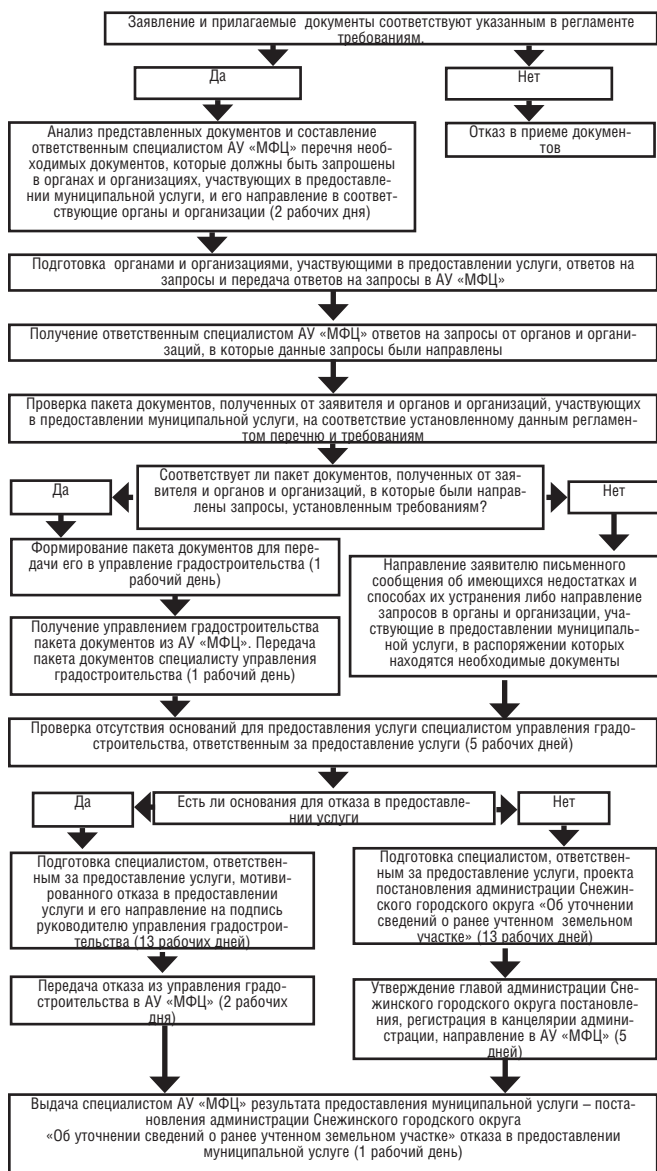 Заявление и прилагаемые документы соответствуют указанным в регламенте
требованиям.
Да
Нет
Анализ представленных документов и составление
ответственным специалистом АУ «МФЦ» перечня необ-
ходимых документов, которые должны быть запрошены
в органах и организациях, участвующих в предоставле-
нии муниципальной услуги, и его направление в соответ-
ствующие органы и организации (2 рабочих дня)
Отказ в приеме докумен-
тов
Подготовка органами и организациями, участвующими в предоставлении услуги, ответов на
запросы и передача ответов на запросы в АУ «МФЦ»
Получение ответственным специалистом АУ «МФЦ» ответов на запросы от органов и органи-
заций, в которые данные запросы были направлены
Проверка пакета документов, полученных от заявителя и органов и организаций, участвующих
в предоставлении муниципальной услуги, на соответствие установленному данным регламен-
том перечню и требованиям
Соответствует ли пакет документов, полученных от зая-
вителя и органов и организаций, в которые были направ-
лены запросы, установленным требованиям?
Да
Нет
Формирование пакета документов для пере-
дачи его в управление градостроительства (1
рабочий день)
Получение управлением градостроительства
пакета документов из АУ «МФЦ». Передача
пакета документов специалисту управления
градостроительства (1 рабочий день)
Направление заявителю письменного
сообщения об имеющихся недостатках и
способах их устранения либо направление
запросов в органы и организации, уча-
ствующие в предоставлении муниципаль-
ной услуги, в распоряжении которых
находятся необходимые документы
Проверка отсутствия оснований для предоставления услуги специалистом управления градо-
строительства, ответственным за предоставление услуги (5 рабочих дней)
Да
Есть ли основания для отказа в предоставле-
нии услуги
Нет
Подготовка специалистом, ответствен-
ным за предоставление услуги, мотиви-
рованного отказа в предоставлении
услуги и его направление на подпись
руководителю управления градострои-
тельства (13 рабочих дней)
Подготовка специалистом, ответствен-
ным за предоставление услуги, проекта
постановления администрации Снежин-
ского городского округа «Об уточнении
сведений о ранее учтенном земельном
участке» (13 рабочих дней)
Передача отказа из управления градо-
строительства в АУ «МФЦ» (2 рабочих
дня)
Утверждение главой администрации Сне-
жинского городского округа постановле-
ния, регистрация в канцелярии админи-
страции, направление в АУ «МФЦ» (5
дней)
Выдача специалистом АУ «МФЦ» результата предоставления муниципальной услуги – поста-
новления администрации Снежинского городского округа
«Об уточнении сведений о ранее учтенном земельном участке» отказа в предоставлении
муниципальной услуге (1 рабочий день)